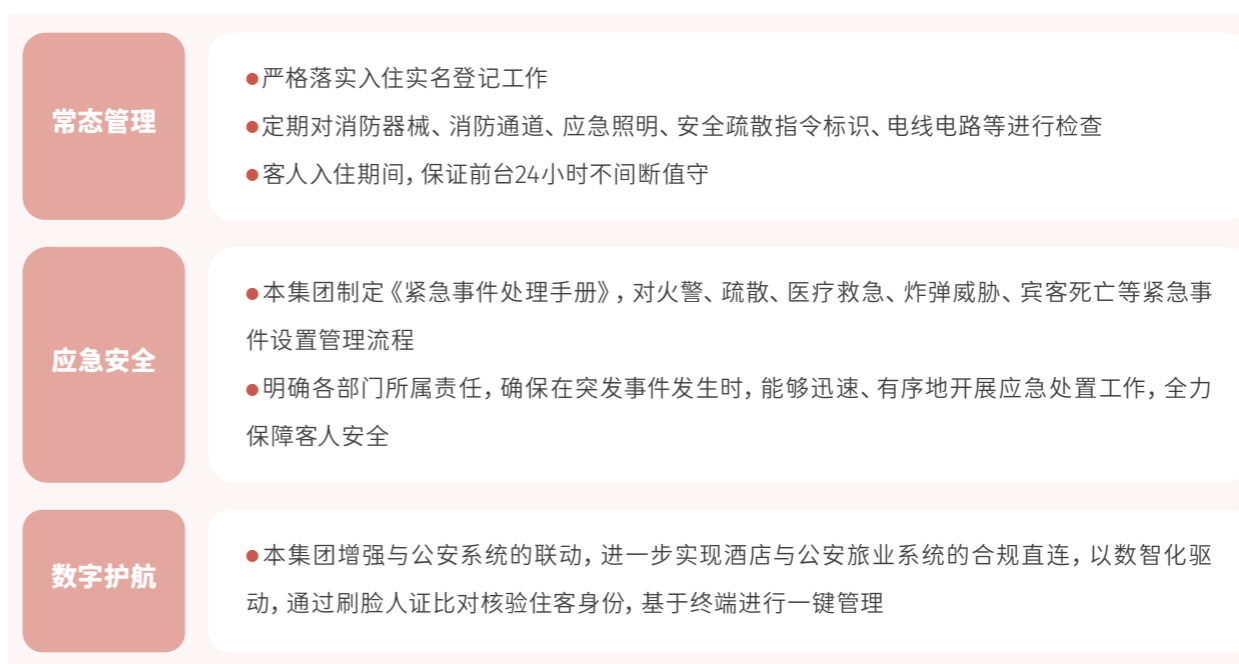 常态管理
●严格落实入住实名登记工作
●定期对消防器械、消防通道、应急照明、安全疏散指令标识、电线电路等进行检查
●客人入住期间，保证前台24小时不间断值守
应急安全
●本集团制定《紧急事件处理手册》，对火警、疏散、医疗救急、炸弹威胁、宾客死亡等紧急事
件设置管理流程
●明确各部门所属责任，确保在突发事件发生时，能够迅速、有序地开展应急处置工作，全力
保障客人安全
数字护航
●本集团增强与公安系统的联动，进一步实现酒店与公安旅业系统的合规直连，以数智化驱
动，通过刷脸人证比对核验住客身份，基于终端进行一键管理